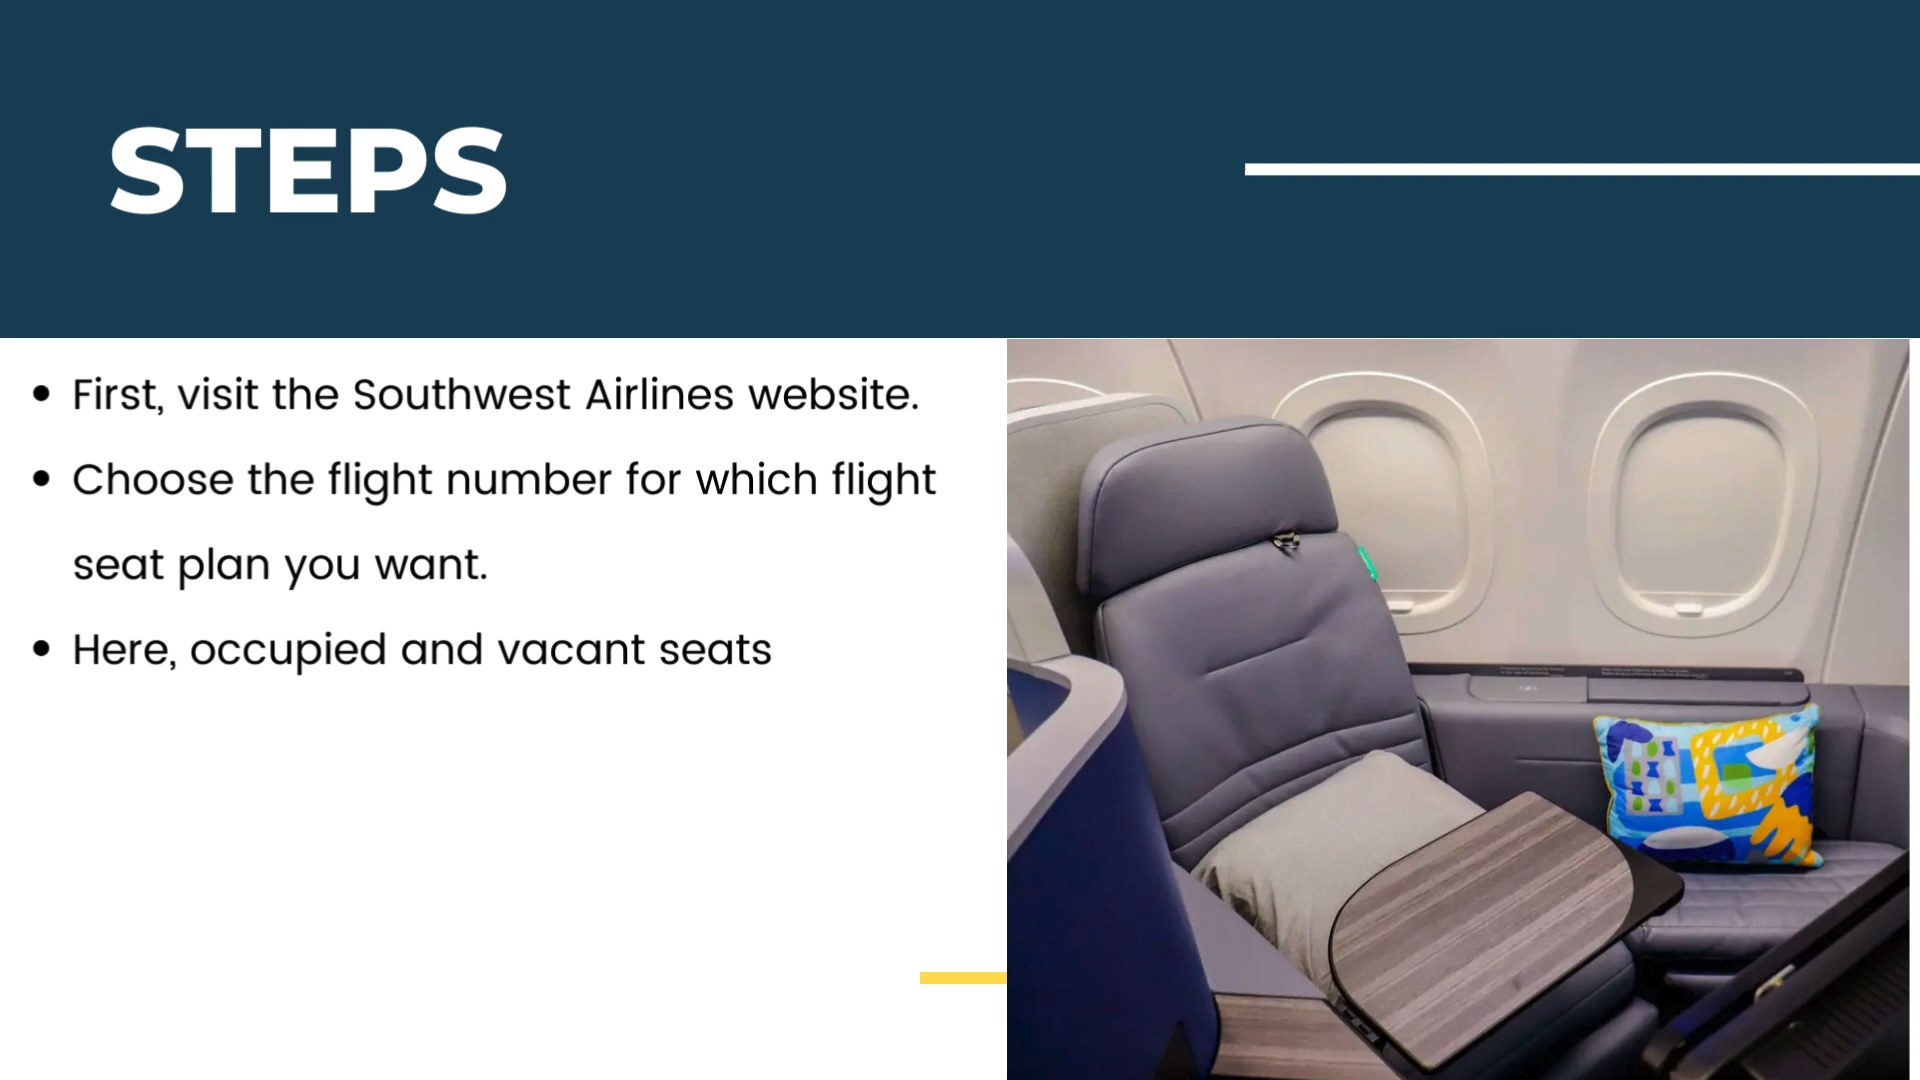 STEPS
• First, visit the Southwest Airlines website.
• Choose the flight number for which flight
seat plan you want.
• Here, occupied and vacant seats